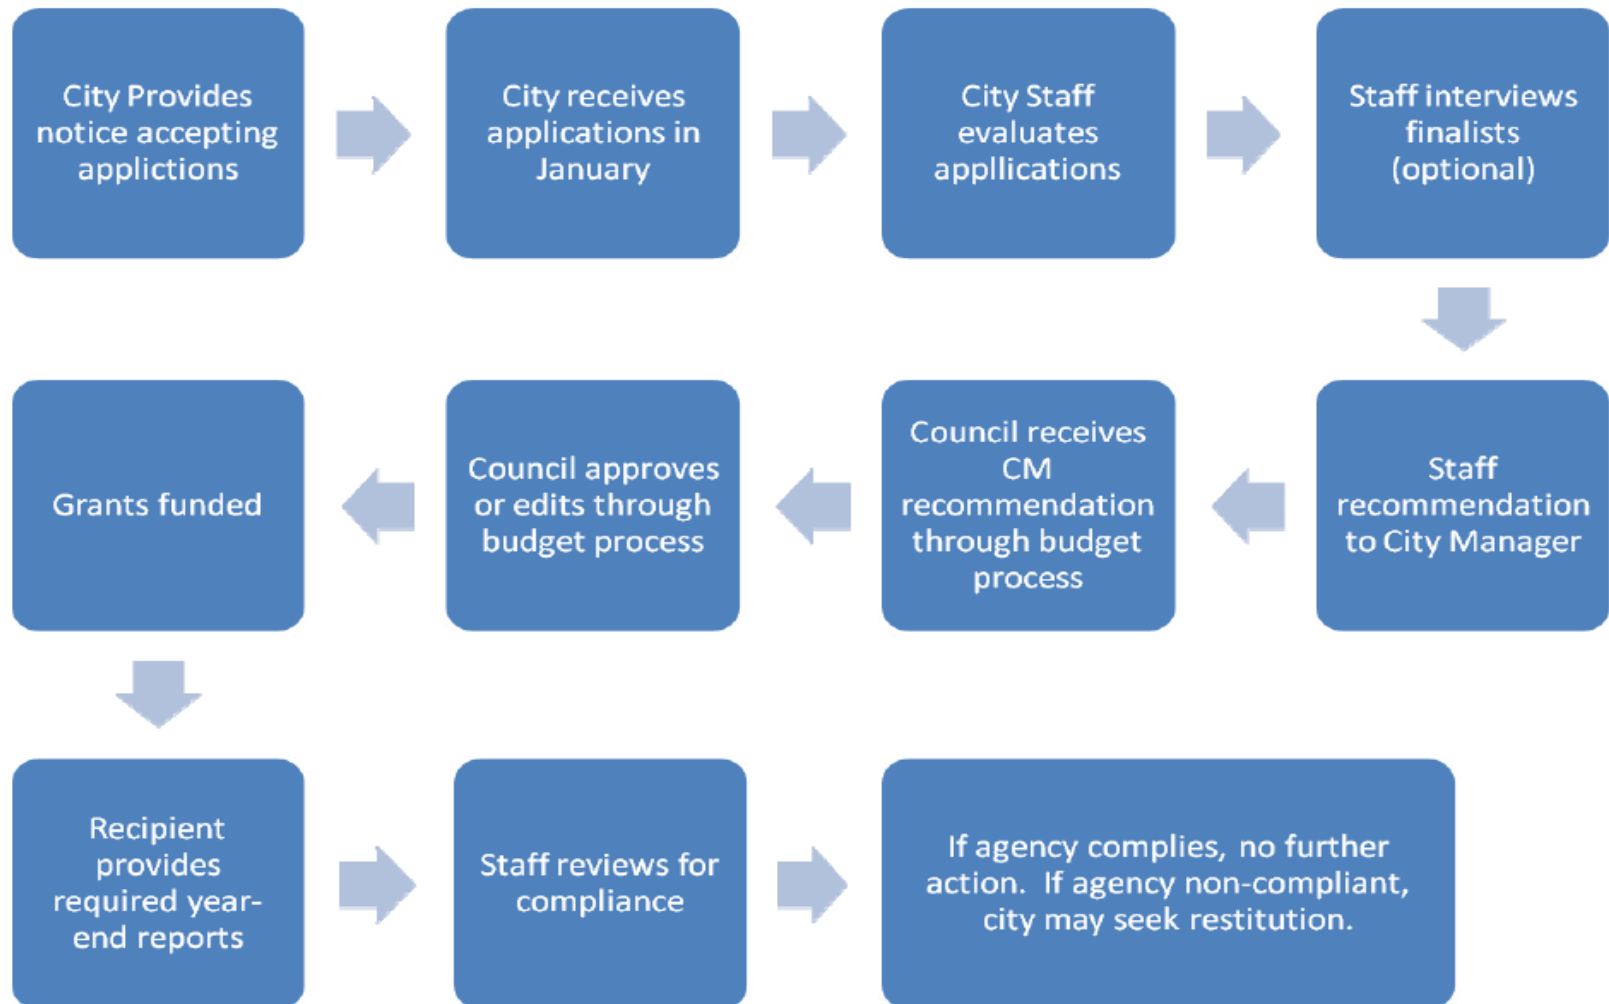 City Provides
notice accepting
applictions
City receives
applications in
January
City Staff
evaluates
appllications
Staff interviews
finalists
(optional)
Staff
recommendation
to City Manager
Council receives
CM
recommendation
through budget
process
Council approves
or edits through
budget process
Grants funded
Recipient
provides
required year-
end reports
Staff reviews for
compliance
If agency complies, no further
action.  If agency non-compliant,
city may seek restitution.